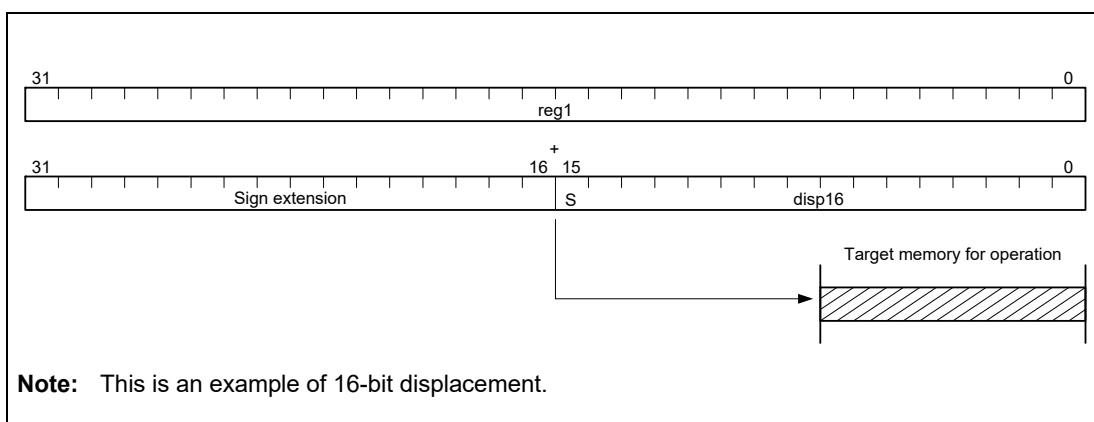 31 0
reg1
+
31 16 15 0
Sign extension S disp16
Target memory for operation
Note: This is an example of 16-bit displacement.